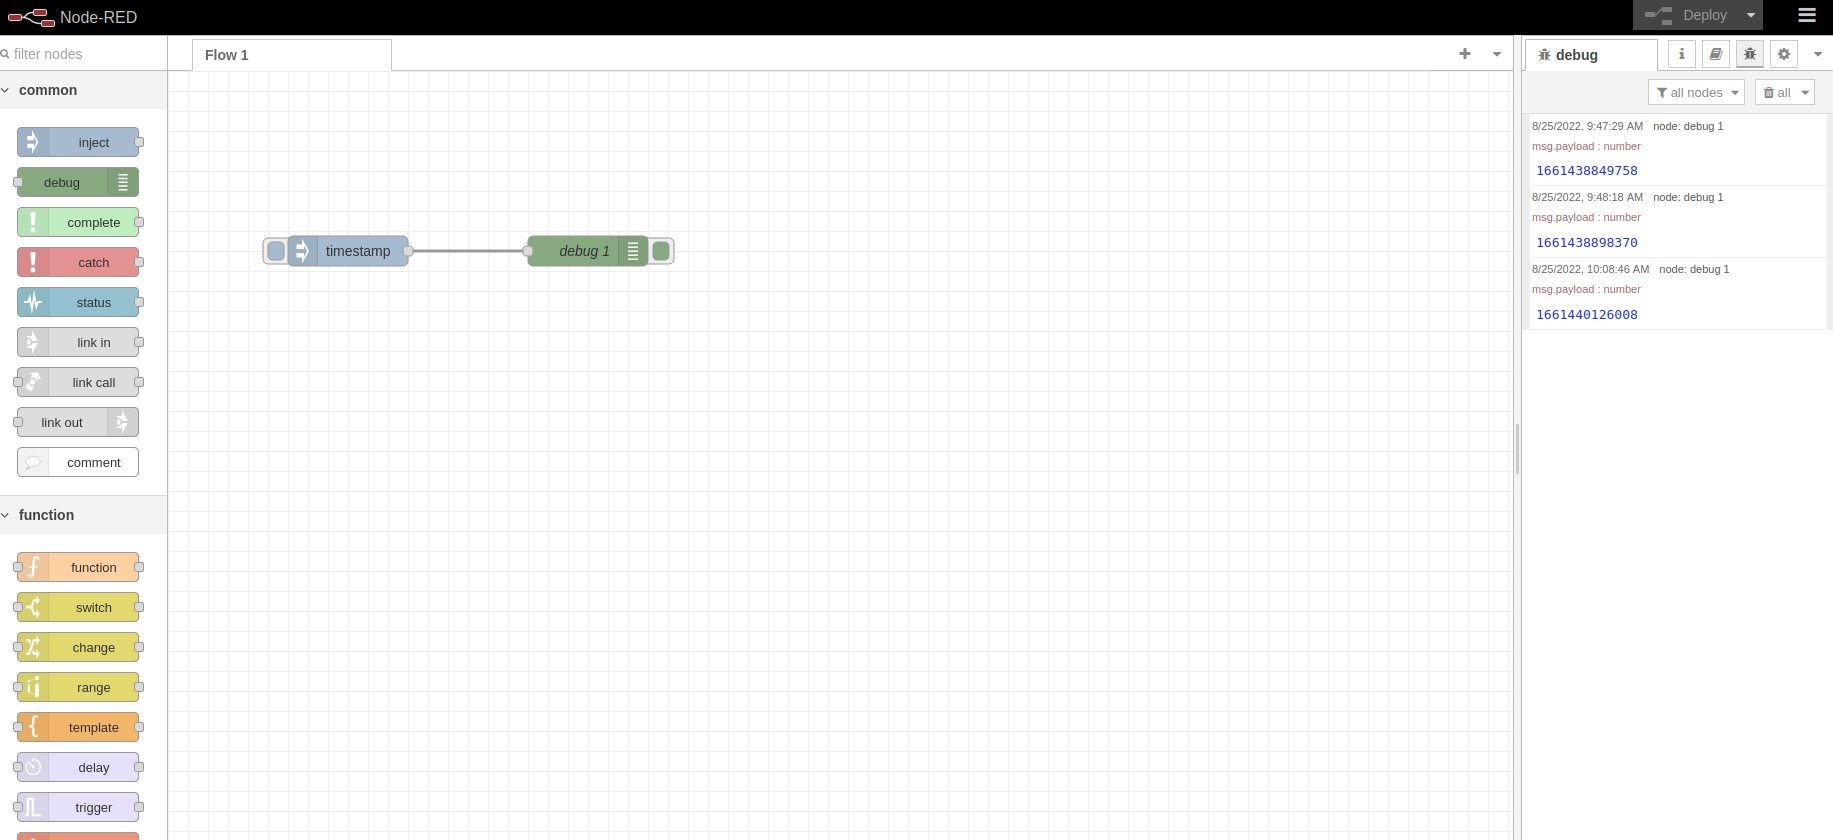 Node-RED
Deploy
filter nodes
Flow 1
debug
common
all nodes
all
inject
debug
complete
catch
status
link in
link call
link out
comment
function
function
switch
change
range
template
delay
trigger
timestamp
debug 1
8/25/2022, 9:47:29 AM node: debug 1
msg.payload : number
1661438849758
8/25/2022, 9:48:18 AM node: debug 1
msg.payload : number
1661438898370
8/25/2022, 10:08:46 AM node: debug 1
msg.payload : number
1661440126008